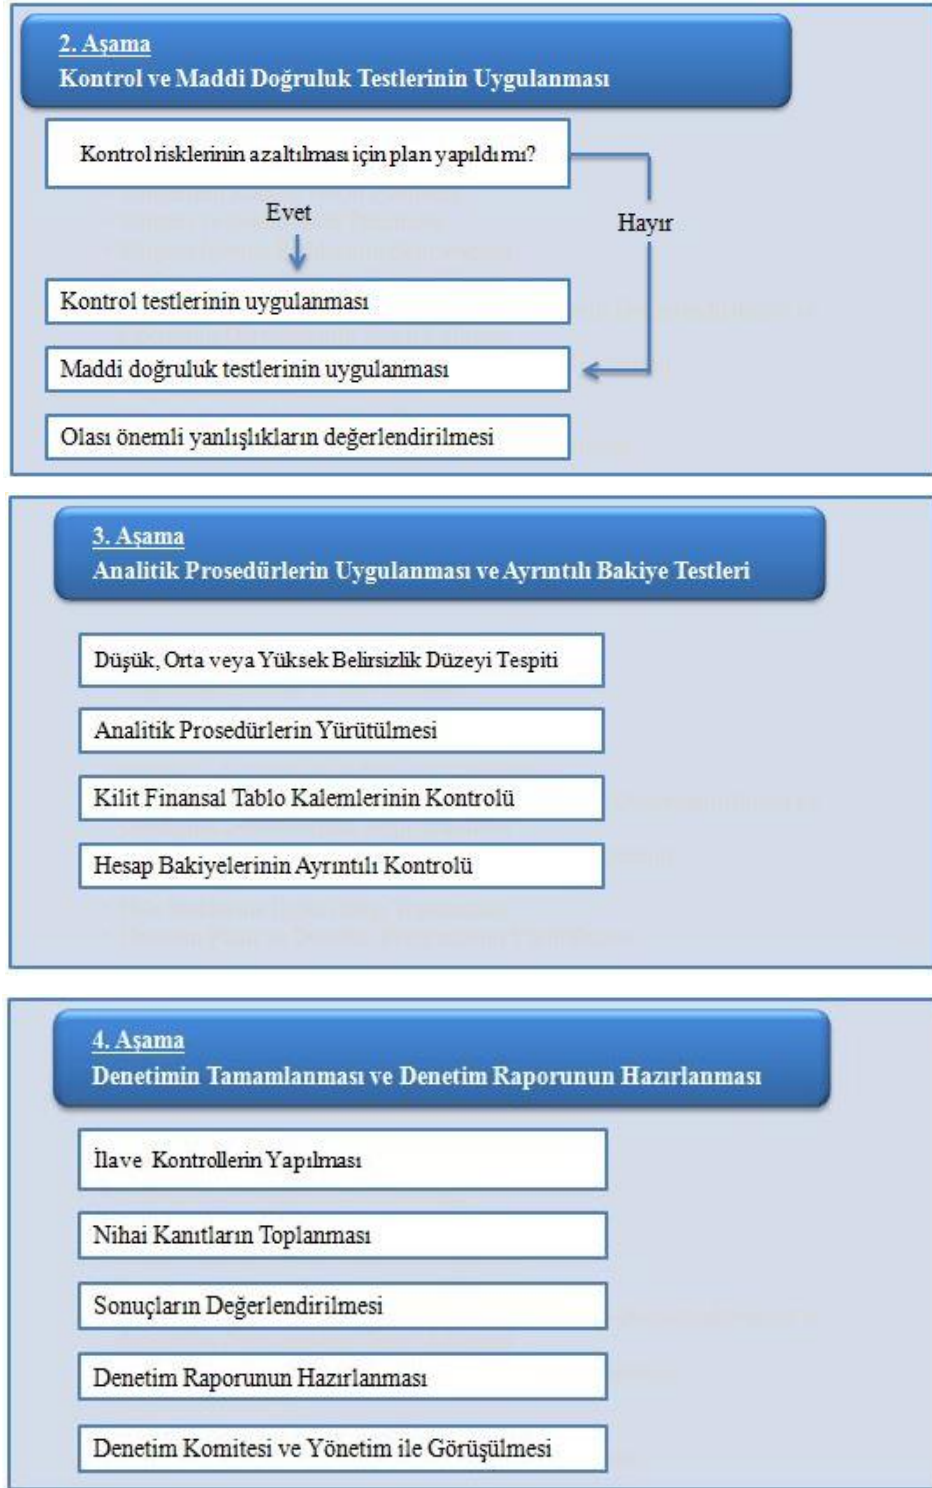 2. Aşama
Kontrol ve Maddi Doğruluk Testlerinin Uygulanması
Kontrol risklerinin azaltılması için plan yapıldı mı?
Evet
Hayır
Kontrol testlerinin uygulanması
Maddi doğruluk testlerinin uygulanması
Olası önemli yanlışlıkların değerlendirilmesi
3. Aşama
Analitik Prosedürlerin Uygulanması ve Ayrıntılı Bakiye Testleri
Düşük, Orta veya Yüksek Belirsizlik Düzeyi Tespiti
Analitik Prosedürlerin Yürütülmesi
Kilit Finansal Tablo Kalemlerinin Kontrolü
Hesap Bakiyelerinin Ayrıntılı Kontrolü
4. Aşama
Denetimin Tamamlanması ve Denetim Raporunun Hazırlanması
İlave Kontrollerin Yapılması
Nihai Kanıtların Toplanması
Sonuçların Değerlendirilmesi
Denetim Raporunun Hazırlanması
Denetim Komitesi ve Yönetim ile Görüşülmesi